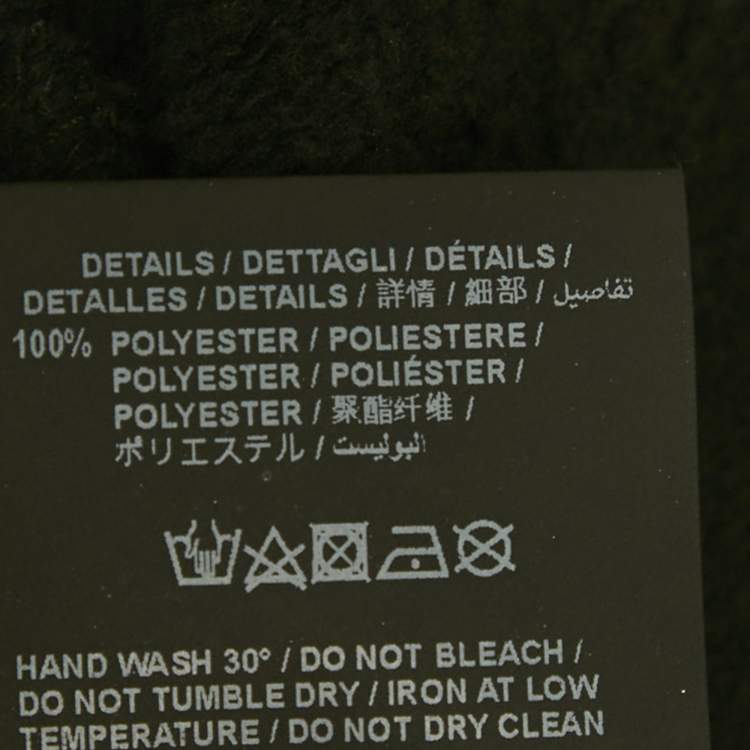 DETAILS / DETTAGLI / DÉTAILS /
DETALLES / DETAILS / 詳情 / 細部 / تفاصيل
100% POLYESTER / POLIESTERE /
POLYESTER / POLIÉSTER /
POLYESTER / 聚酯纤维 /
ポリエステル / البوليست
HAND WASH 30° / DO NOT BLEACH /
DO NOT TUMBLE DRY / IRON AT LOW
TEMPERATURE / DO NOT DRY CLEAN